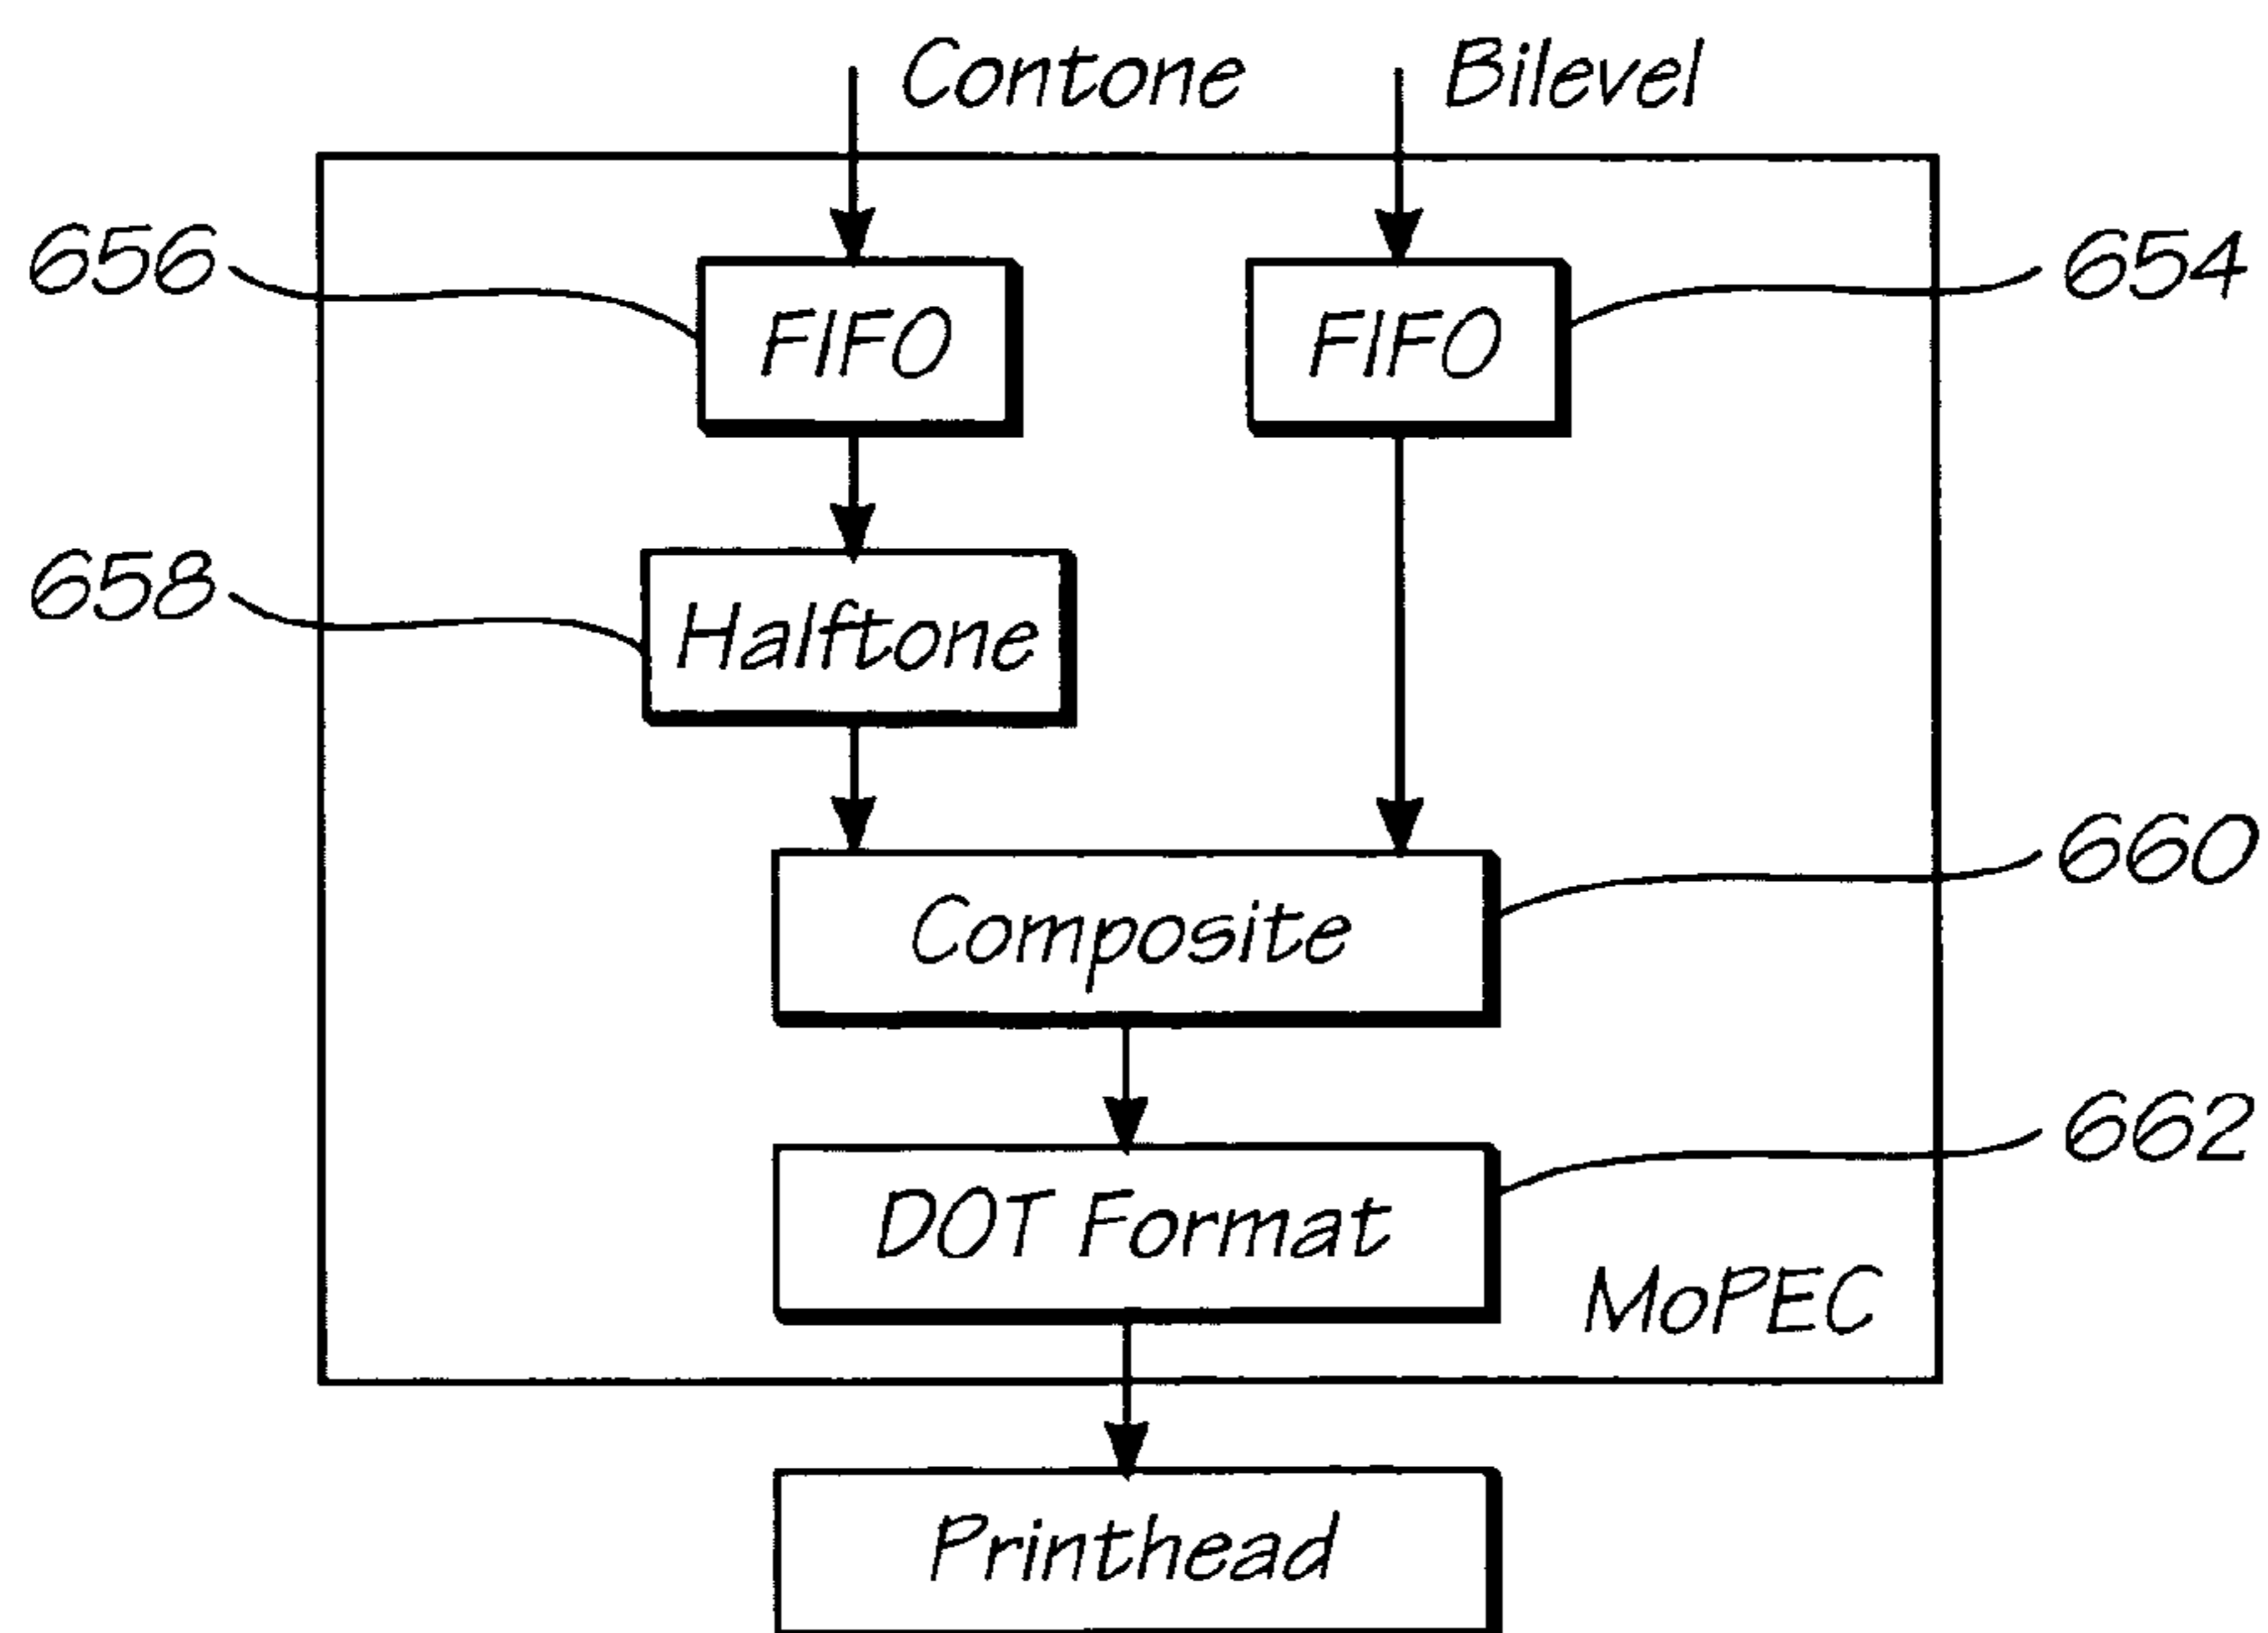 Contone
Bilevel
656
FIFO
FIFO
654
658
Halftone
660
Composite
662
DOT Format
MoPEC
Printhead